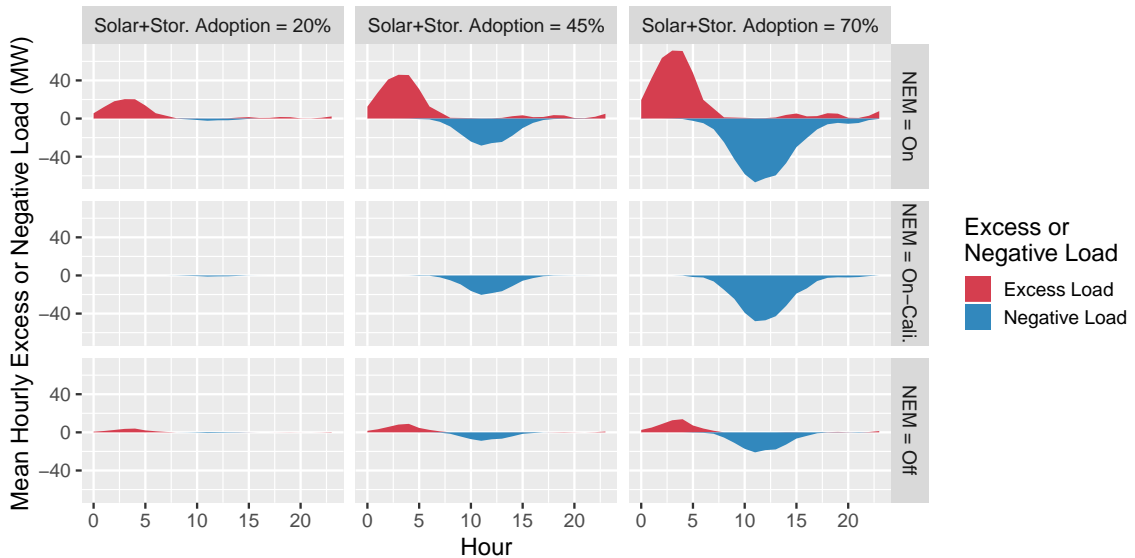 Solar+Stor. Adoption = 20%
Solar+Stor. Adoption = 45%
Solar+Stor. Adoption = 70%
Mean Hourly Excess or Negative Load (MW)
40
0
−40
NEM = On
40
0
−40
NEM = On−Cali.
40
0
−40
NEM = Off
0 5 10 15 20
0 5 10 15 20
0 5 10 15 20
Hour
Excess or
Negative Load
Excess Load
Negative Load